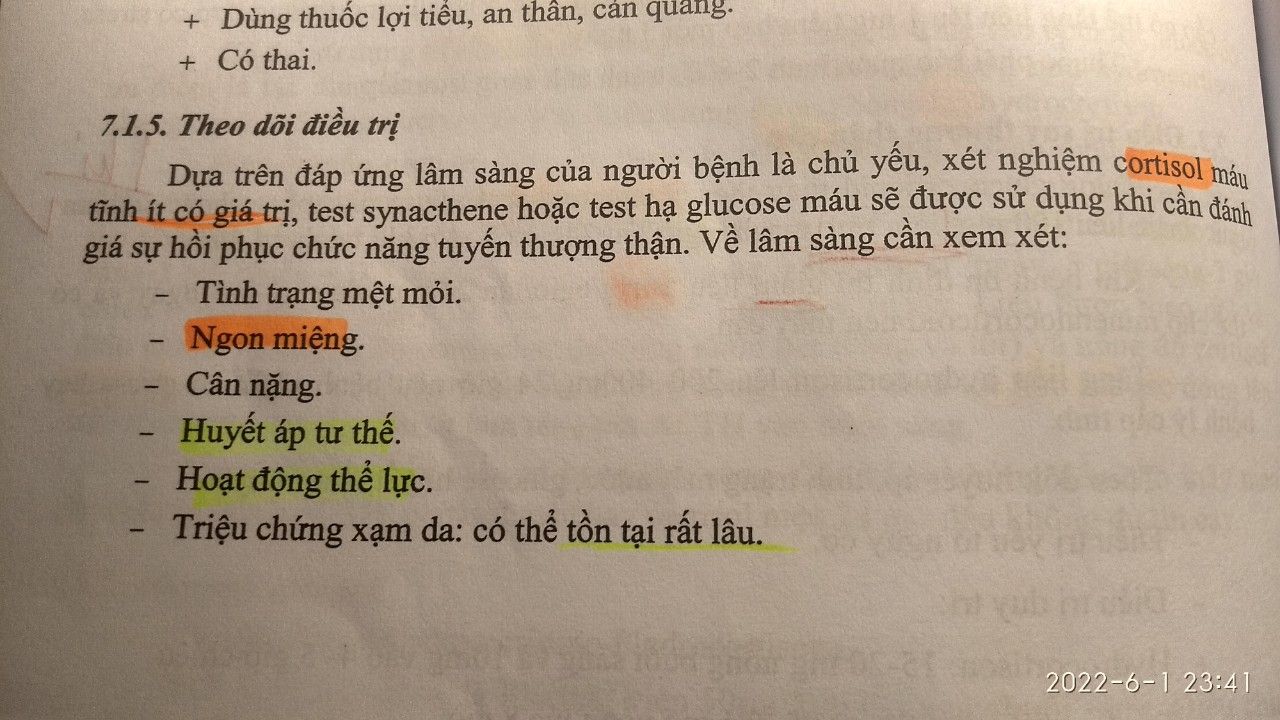 + Dùng thuốc lợi tiểu, an thần, cản quang.
+ Có thai.
7.1.5. Theo dõi điều trị
Dựa trên đáp ứng lâm sàng của người bệnh là chủ yếu, xét nghiệm cortisol máu
tĩnh ít có giá trị, test synacthene hoặc test hạ glucose máu sẽ được sử dụng khi cần đánh
giá sự hồi phục chức năng tuyến thượng thận. Về lâm sàng cần xem xét:
– Tình trạng mệt mỏi.
– Ngon miệng.
– Cân nặng.
– Huyết áp tư thế.
– Hoạt động thể lực.
– Triệu chứng xạm da: có thể tồn tại rất lâu.
2022-6-1 23:41